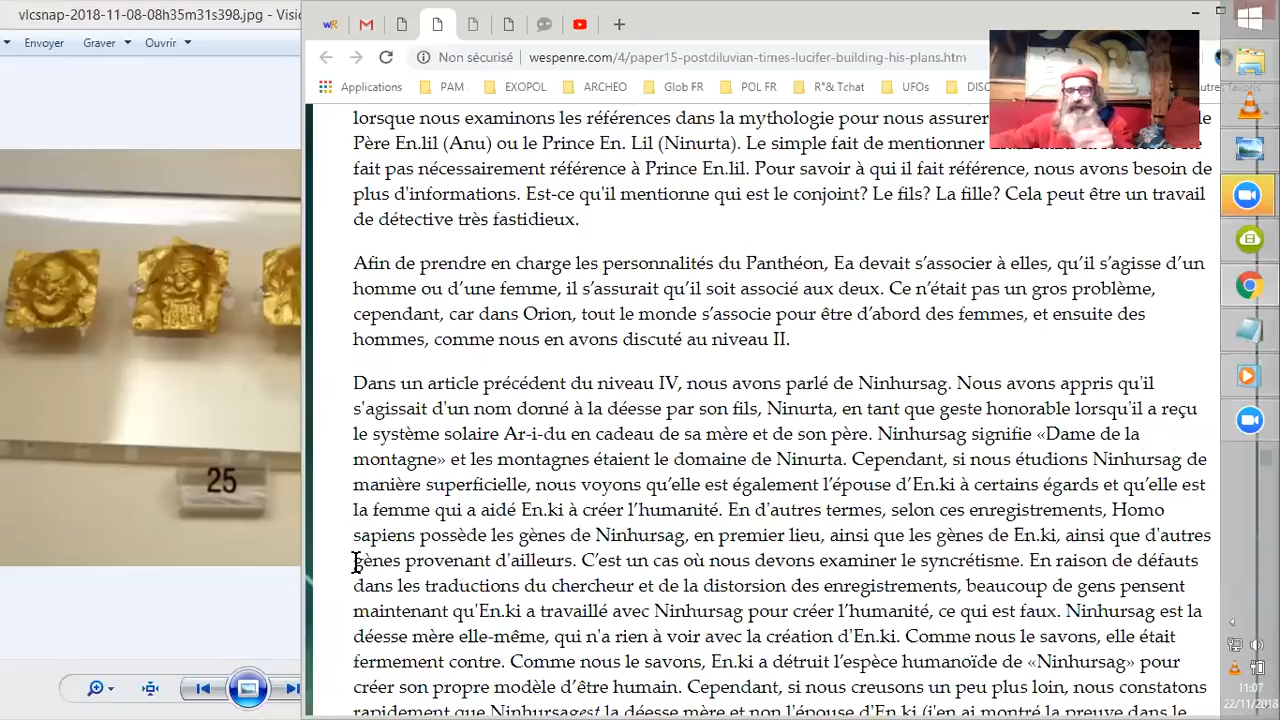 vlcsnap-2018-11-08-08h35m31s398.jpg - Visio
Envoyer Graver Ouvrir
25
Non sécurisé wespenre.com/4/paper15-postdiluvian-times-lucifer-building-his-plans.htm
Applications PAM EXOPOL ARCHEO Glob FR POL FR R°& Tchat UFOs
lorsque nous examinons les références dans la mythologie pour nous assurer
Père En.lil (Anu) ou le Prince En. Lil (Ninurta). Le simple fait de mentionner
fait pas nécessairement référence à Prince En.lil. Pour savoir à qui il fait référence, nous avons besoin de
plus d'informations. Est-ce qu'il mentionne qui est le conjoint? Le fils? La fille? Cela peut être un travail
de détective très fastidieux.
Afin de prendre en charge les personnalités du Panthéon, Ea devait s’associer à elles, qu’il s’agisse d’un
homme ou d’une femme, il s’assurait qu’il soit associé aux deux. Ce n’était pas un gros problème,
cependant, car dans Orion, tout le monde s’associe pour être d’abord des femmes, et ensuite des
hommes, comme nous en avons discuté au niveau II.
Dans un article précédent du niveau IV, nous avons parlé de Ninhursag. Nous avons appris qu'il
s'agissait d'un nom donné à la déesse par son fils, Ninurta, en tant que geste honorable lorsqu'il a reçu
le système solaire Ar-i-du en cadeau de sa mère et de son père. Ninhursag signifie «Dame de la
montagne» et les montagnes étaient le domaine de Ninurta. Cependant, si nous étudions Ninhursag de
manière superficielle, nous voyons qu’elle est également l’épouse d’En.ki à certains égards et qu’elle est
la femme qui a aidé En.ki à créer l’humanité. En d'autres termes, selon ces enregistrements, Homo
sapiens possède les gènes de Ninhursag, en premier lieu, ainsi que les gènes de En.ki, ainsi que d'autres
gènes provenant d'ailleurs. C’est un cas où nous devons examiner le syncrétisme. En raison de défauts
dans les traductions du chercheur et de la distorsion des enregistrements, beaucoup de gens pensent
maintenant qu'En.ki a travaillé avec Ninhursag pour créer l’humanité, ce qui est faux. Ninhursag est la
déesse mère elle-même, qui n'a rien à voir avec la création d'En.ki. Comme nous le savons, elle était
fermement contre. Comme nous le savons, En.ki a détruit l’espèce humanoïde de «Ninhursag» pour
créer son propre modèle d’être humain. Cependant, si nous creusons un peu plus loin, nous constatons
rapidement que Ninhursag est la déesse mère et non l'épouse d'En.ki (j'en ai montré la preuve dans le
11:07
22/11/2018